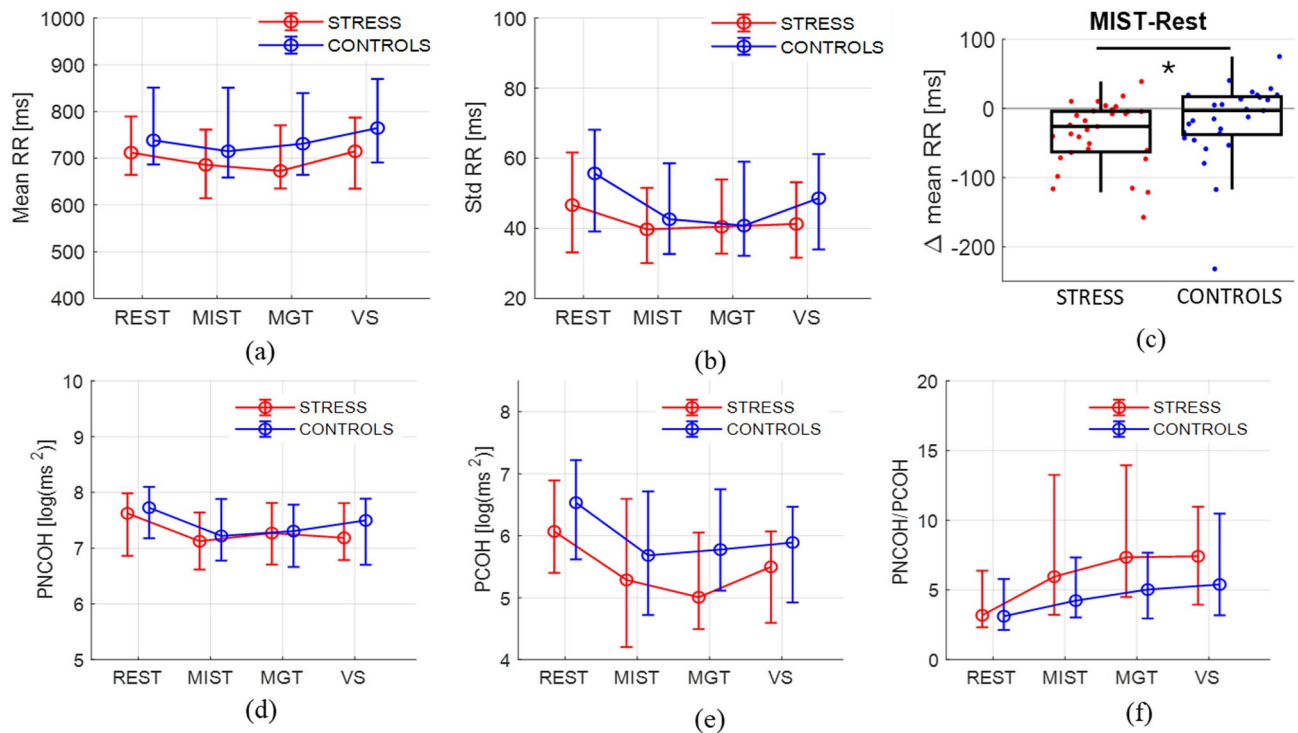 STRESS
CONTROLS
1000
900
800
700
600
500
400
Mean RR [ms]
REST MIST MGT VS
(a)
STRESS
CONTROLS
100
80
60
40
20
Std RR [ms]
REST MIST MGT VS
(b)
MIST-Rest
*
100
0
-100
-200
Δ mean RR [ms]
STRESS CONTROLS
(c)
STRESS
CONTROLS
10
9
8
7
6
5
PNCOH [log(ms ²)]
REST MIST MGT VS
(d)
STRESS
CONTROLS
8
7
6
5
4
PCOH [log(ms ²)]
REST MIST MGT VS
(e)
STRESS
CONTROLS
20
15
10
5
0
PNCOH/PCOH
REST MIST MGT VS
(f)